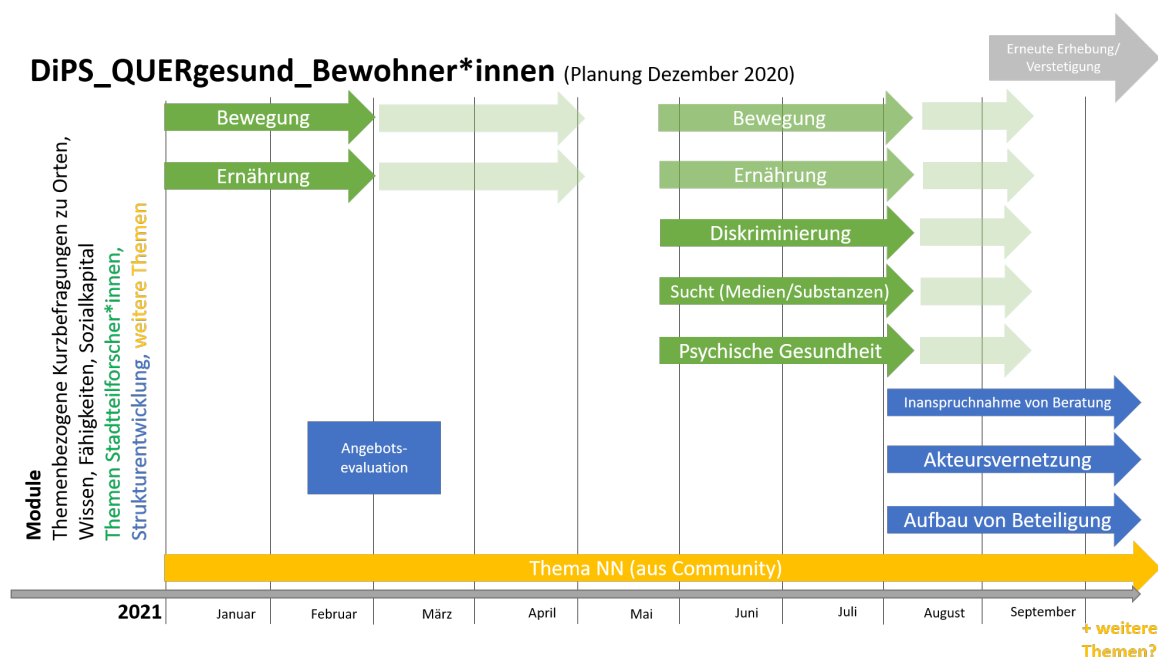 Erneute Erhebung/
Verstetigung
DiPS_QUERgesund_Bewohner*innen (Planung Dezember 2020)
Module
Themenbezogene Kurzbefragungen zu Orten,
Wissen, Fähigkeiten, Sozialkapital
Themen Stadtteilforscher*innen,
Strukturentwicklung, weitere Themen
Bewegung
Bewegung
Ernährung
Ernährung
Diskriminierung
Sucht (Medien/Substanzen)
Psychische Gesundheit
Inanspruchnahme von Beratung
Angebots-
evaluation
Akteursvernetzung
Aufbau von Beteiligung
Thema NN (aus Community)
2021 Januar Februar März April Mai Juni Juli August September
+ weitere
Themen?